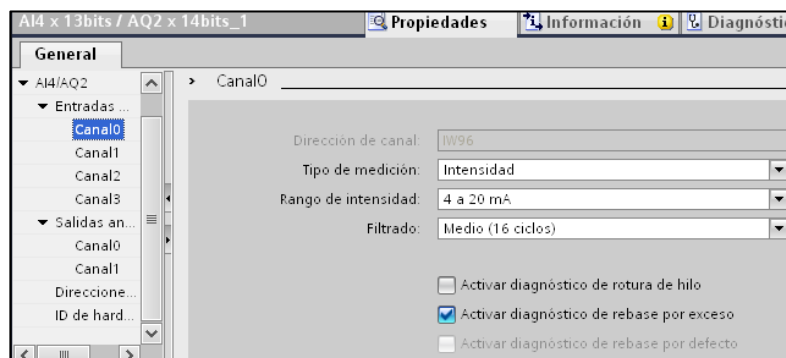 AI4 x 13bits / AQ2 x 14bits_1
Propiedades
Información
Diagnósti
General
AI4/AQ2
Entradas ...
Canal0
Canal1
Canal2
Canal3
Salidas an...
Canal0
Canal1
Direccione...
ID de hard...
> Canal0
Dirección de canal: IW96
Tipo de medición: Intensidad
Rango de intensidad: 4 a 20 mA
Filtrado: Medio (16 ciclos)
Activar diagnóstico de rotura de hilo
Activar diagnóstico de rebase por exceso
Activar diagnóstico de rebase por defecto